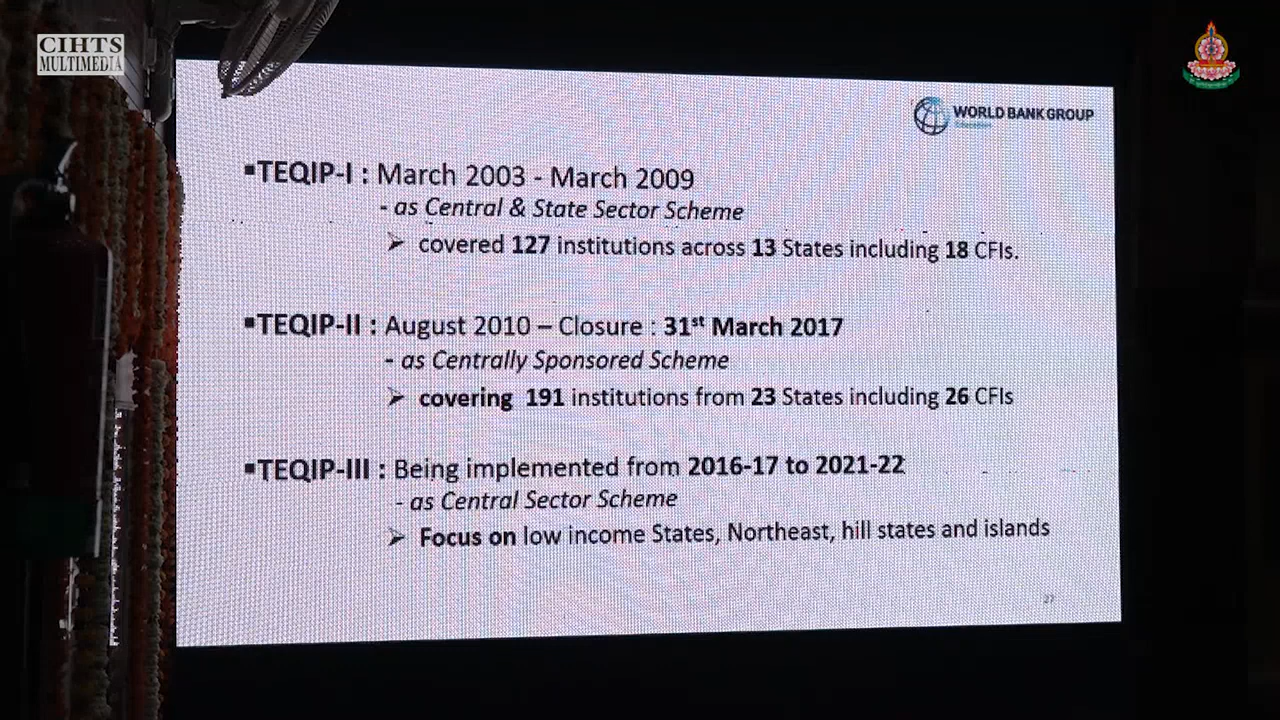 CIHTS
MULTIMEDIA
WORLD BANK GROUP
▪TEQIP-I : March 2003 - March 2009
- as Central & State Sector Scheme
➢ covered 127 institutions across 13 States including 18 CFIs.
▪TEQIP-II : August 2010 – Closure : 31st March 2017
- as Centrally Sponsored Scheme
➢ covering 191 institutions from 23 States including 26 CFIs
▪TEQIP-III : Being implemented from 2016-17 to 2021-22
- as Central Sector Scheme
➢ Focus on low income States, Northeast, hill states and islands
27